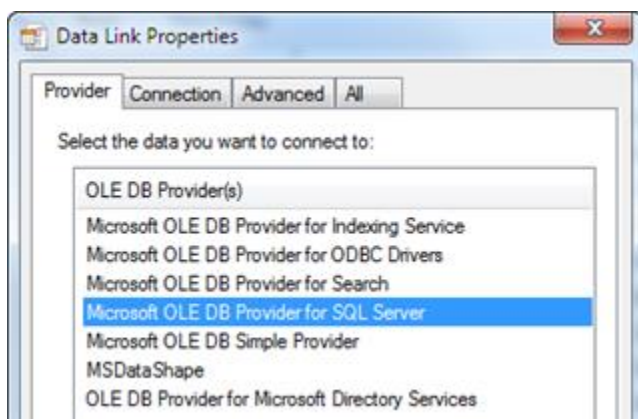 Data Link Properties
Provider Connection Advanced All
Select the data you want to connect to:
OLE DB Provider(s)
Microsoft OLE DB Provider for Indexing Service
Microsoft OLE DB Provider for ODBC Drivers
Microsoft OLE DB Provider for Search
Microsoft OLE DB Provider for SQL Server
Microsoft OLE DB Simple Provider
MSDataShape
OLE DB Provider for Microsoft Directory Services